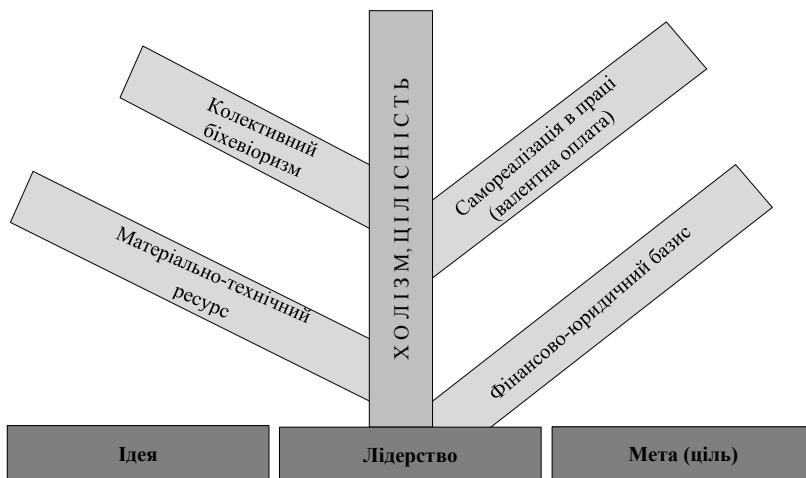 Колективний
біхевіоризм
Самореалізація в праці
(валентна оплата)
ХОЛІЗМ, ЦІЛІСНІСТЬ
Матеріально-технічний
ресурс
Фінансово-юридичний базис
Ідея
Лідерство
Мета (ціль)